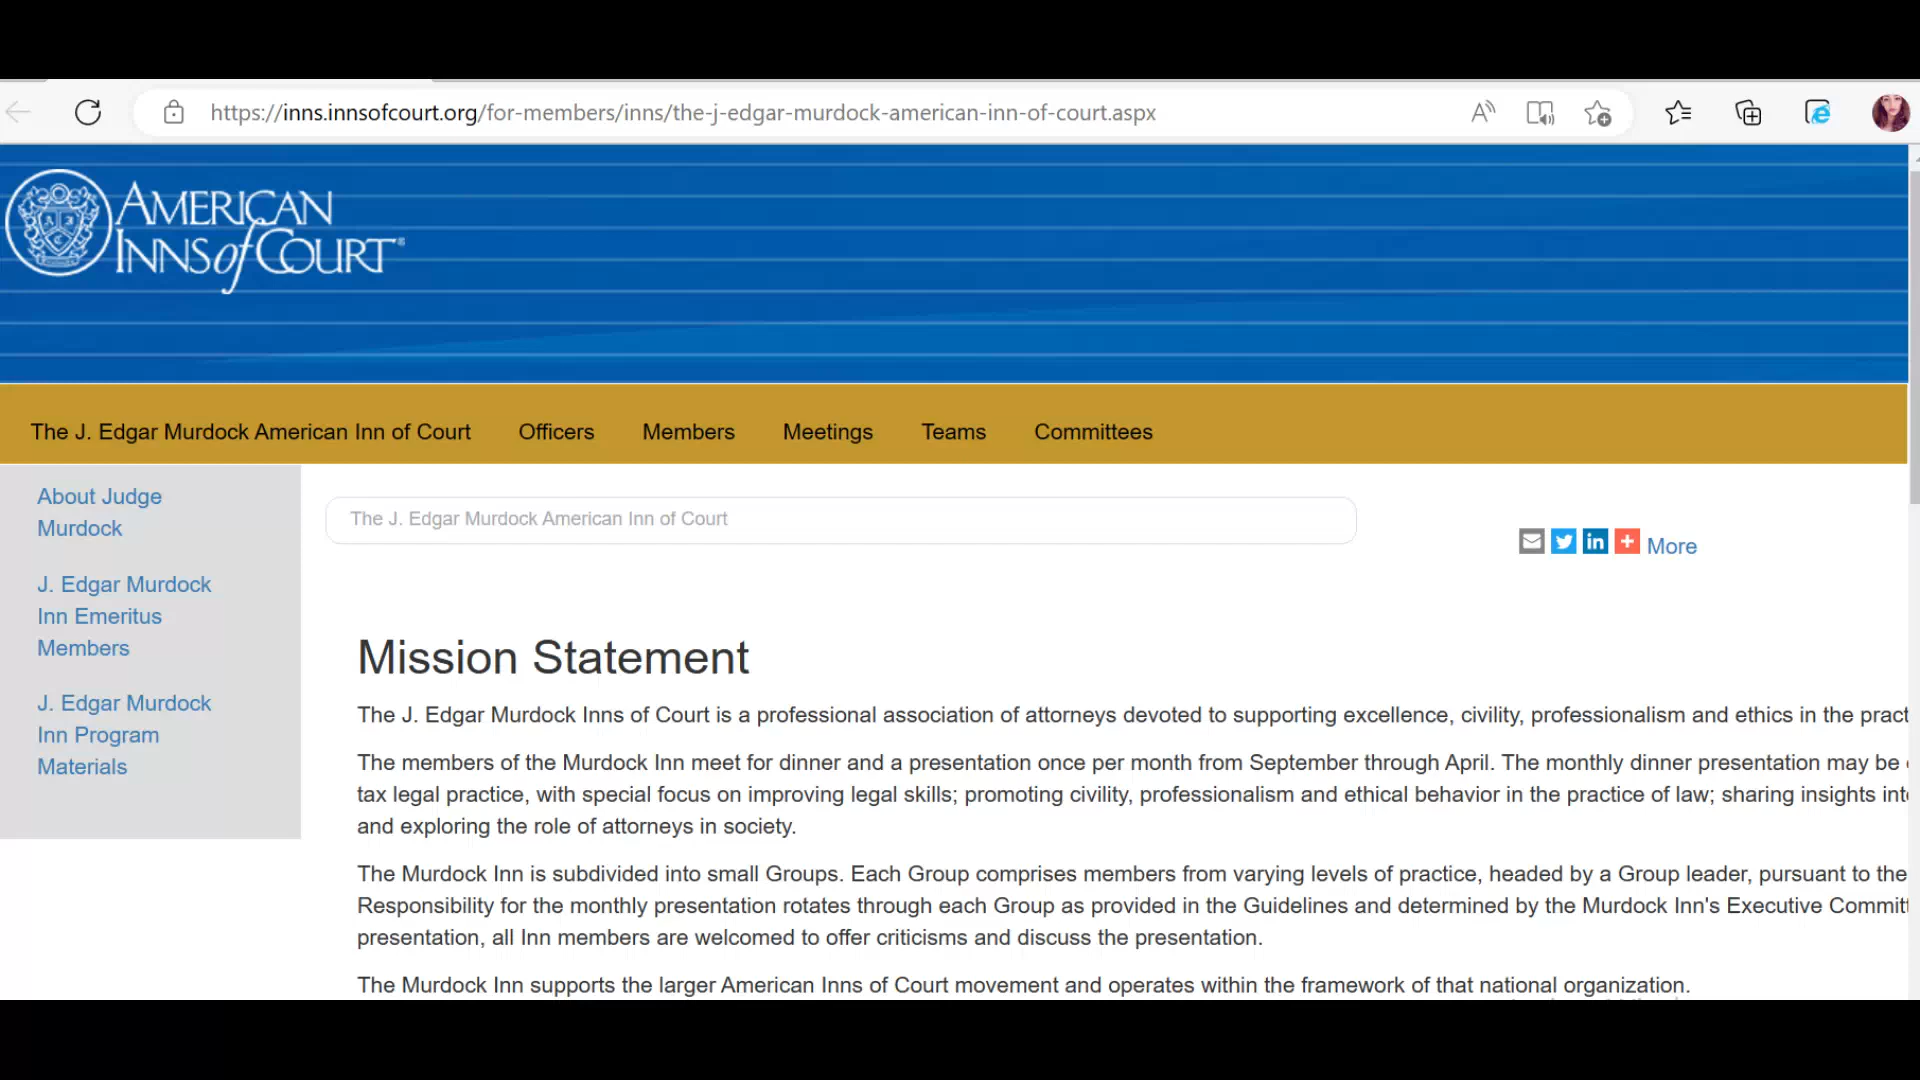 https://inns.innsofcourt.org/for-members/inns/the-j-edgar-murdock-american-inn-of-court.aspx
AMERICAN
INNS of COURT®
The J. Edgar Murdock American Inn of Court Officers Members Meetings Teams Committees
About Judge
Murdock
J. Edgar Murdock
Inn Emeritus
Members
J. Edgar Murdock
Inn Program
Materials
The J. Edgar Murdock American Inn of Court
More
Mission Statement
The J. Edgar Murdock Inns of Court is a professional association of attorneys devoted to supporting excellence, civility, professionalism and ethics in the pract
The members of the Murdock Inn meet for dinner and a presentation once per month from September through April. The monthly dinner presentation may be
tax legal practice, with special focus on improving legal skills; promoting civility, professionalism and ethical behavior in the practice of law; sharing insights int
and exploring the role of attorneys in society.
The Murdock Inn is subdivided into small Groups. Each Group comprises members from varying levels of practice, headed by a Group leader, pursuant to the
Responsibility for the monthly presentation rotates through each Group as provided in the Guidelines and determined by the Murdock Inn's Executive Committ
presentation, all Inn members are welcomed to offer criticisms and discuss the presentation.
The Murdock Inn supports the larger American Inns of Court movement and operates within the framework of that national organization.